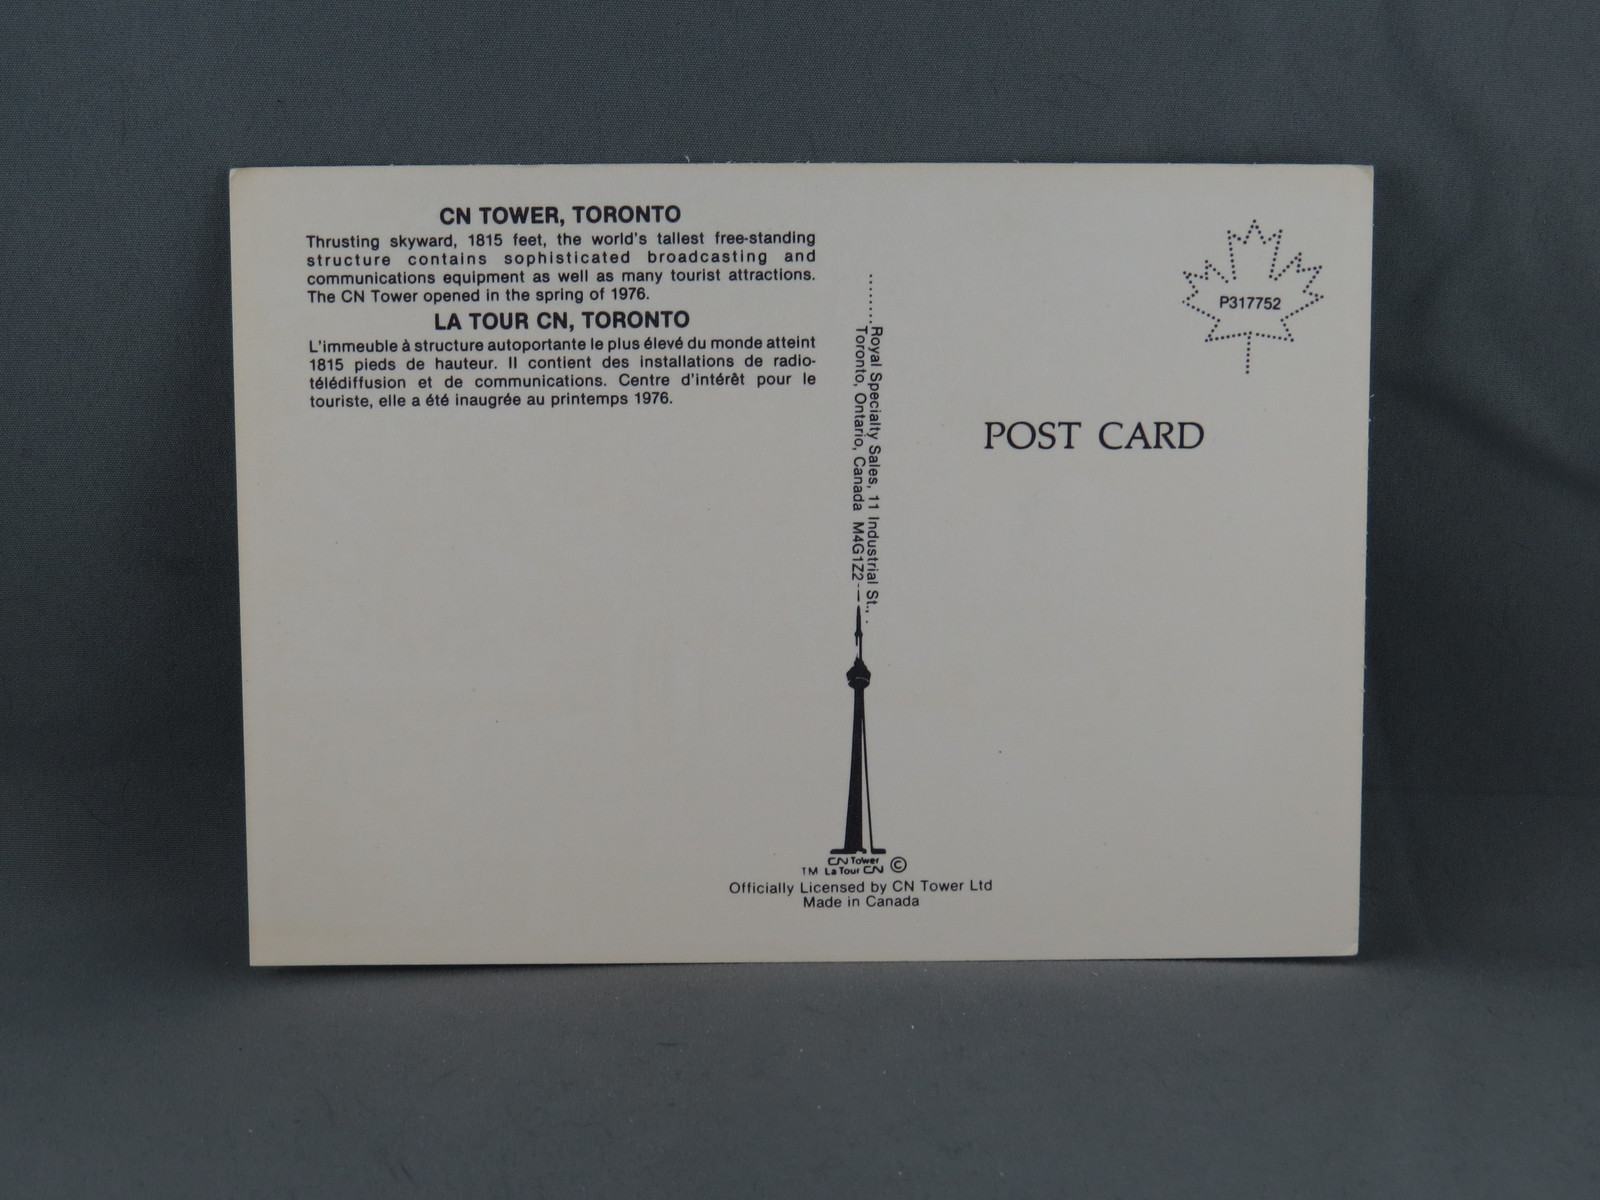 CN TOWER, TORONTO
Thrusting skyward, 1815 feet, the world's tallest free-standing
structure contains sophisticated broadcasting and
communications equipment as well as many tourist attractions.
The CN Tower opened in the spring of 1976.
LA TOUR CN, TORONTO
L'immeuble à structure autoportante le plus élevé du monde atteint
1815 pieds de hauteur. Il contient des installations de radio-
télédiffusion et de communications. Centre d'intérêt pour le
touriste, elle a été inaugrée au printemps 1976.
Royal Specialty Sales, 11 Industrial St.,
Toronto, Ontario, Canada M4G1Z2
CN Tower
TM La Tour CN ©
Officially Licensed by CN Tower Ltd
Made in Canada
P317752
POST CARD